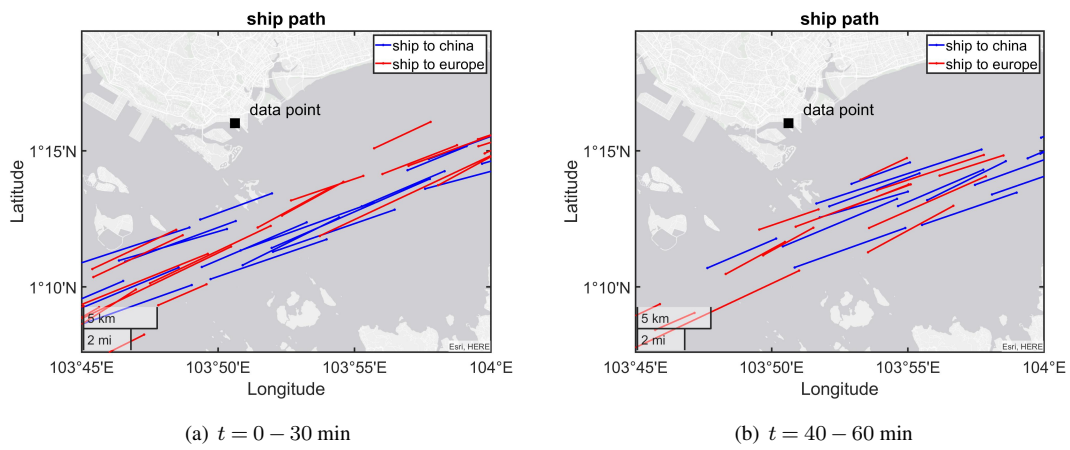 ship path
ship to china
ship to europe
data point
1°15'N
1°10'N
Latitude
5 km
2 mi
Esri, HERE
103°45'E
103°50'E
103°55'E
104°E
Longitude
(a) t = 0 − 30 min
ship path
ship to china
ship to europe
data point
1°15'N
1°10'N
Latitude
5 km
2 mi
Esri, HERE
103°45'E
103°50'E
103°55'E
104°E
Longitude
(b) t = 40 − 60 min